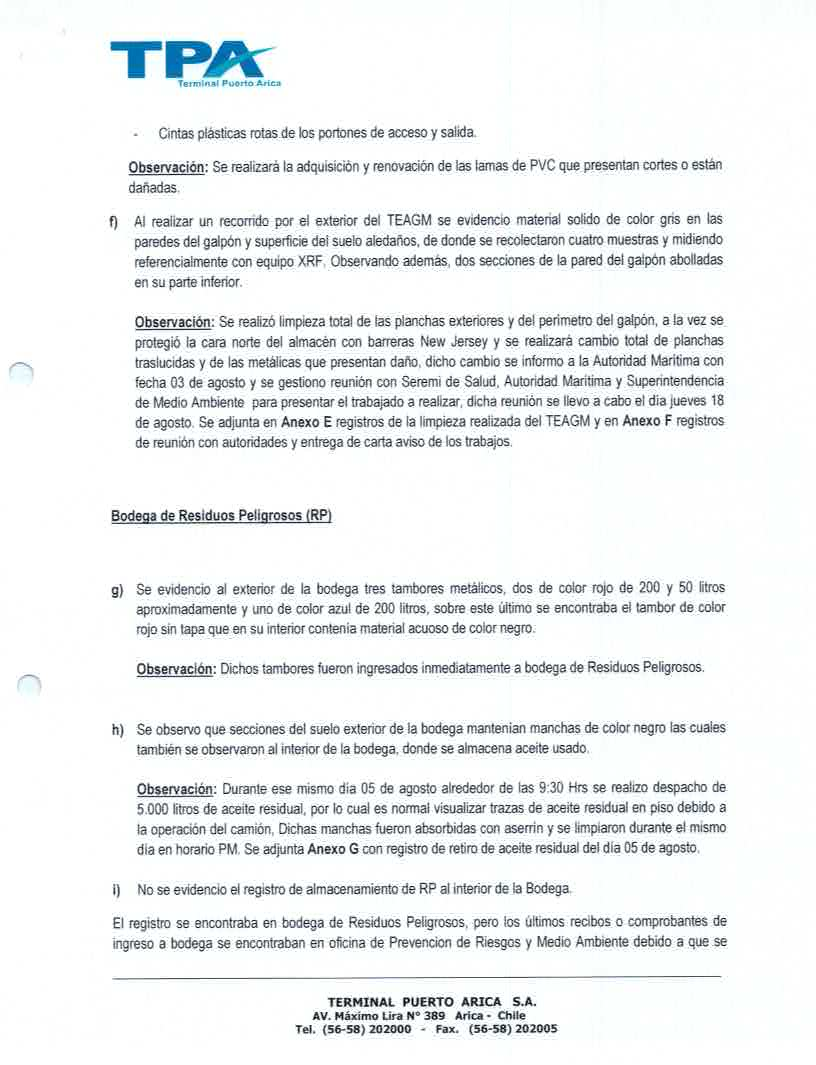 TPA
Terminal Puerto Arica
- Cintas plásticas rotas de los portones de acceso y salida.
Observación: Se realizará la adquisición y renovación de las lamas de PVC que presentan cortes o están
dañadas.
f) Al realizar un recorrido por el exterior del TEAGM se evidencio material solido de color gris en las
paredes del galpón y superficie del suelo aledaños, de donde se recolectaron cuatro muestras y midiendo
referencialmente con equipo XRF. Observando además, dos secciones de la pared del galpón abolladas
en su parte inferior.
Observación: Se realizó limpieza total de las planchas exteriores y del perimetro del galpón, a la vez se
protegió la cara norte del almacén con barreras New Jersey y se realizará cambio total de planchas
traslucidas y de las metálicas que presentan daño, dicho cambio se informo a la Autoridad Marítima con
fecha 03 de agosto y se gestiono reunión con Seremi de Salud, Autoridad Marítima y Superintendencia
de Medio Ambiente para presentar el trabajado a realizar, dicha reunión se llevo a cabo el día jueves 18
de agosto. Se adjunta en Anexo E registros de la limpieza realizada del TEAGM y en Anexo F registros
de reunión con autoridades y entrega de carta aviso de los trabajos.
Bodega de Residuos Peligrosos (RP)
g) Se evidencio al exterior de la bodega tres tambores metálicos, dos de color rojo de 200 y 50 litros
aproximadamente y uno de color azul de 200 litros, sobre este último se encontraba el tambor de color
rojo sin tapa que en su interior contenía material acuoso de color negro.
Observación: Dichos tambores fueron ingresados inmediatamente a bodega de Residuos Peligrosos.
h) Se observo que secciones del suelo exterior de la bodega mantenían manchas de color negro las cuales
también se observaron al interior de la bodega, donde se almacena aceite usado.
Observación: Durante ese mismo día 05 de agosto alrededor de las 9:30 Hrs se realizo despacho de
5.000 litros de aceite residual, por lo cual es normal visualizar trazas de aceite residual en piso debido a
la operación del camión, Dichas manchas fueron absorbidas con aserrín y se limpiaron durante el mismo
día en horario PM. Se adjunta Anexo G con registro de retiro de aceite residual del día 05 de agosto.
i) No se evidencio el registro de almacenamiento de RP al interior de la Bodega.
El registro se encontraba en bodega de Residuos Peligrosos, pero los últimos recibos o comprobantes de
ingreso a bodega se encontraban en oficina de Prevencion de Riesgos y Medio Ambiente debido a que se
TERMINAL PUERTO ARICA S.A.
AV. Máximo Lira N° 389 Arica - Chile
Tel. (56-58) 202000 - Fax. (56-58) 202005